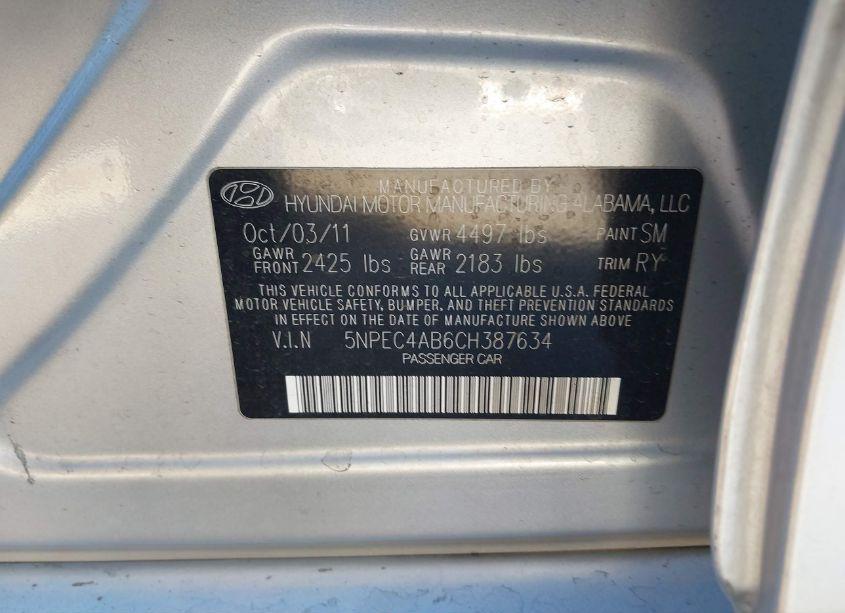 MANUFACTURED BY
HYUNDAI MOTOR MANUFACTURING ALABAMA, LLC
Oct/03/11 GVWR 4497 lbs PAINT SM
GAWR FRONT 2425 lbs GAWR REAR 2183 lbs TRIM RY
THIS VEHICLE CONFORMS TO ALL APPLICABLE U.S.A. FEDERAL
MOTOR VEHICLE SAFETY, BUMPER, AND THEFT PREVENTION STANDARDS
IN EFFECT ON THE DATE OF MANUFACTURE SHOWN ABOVE
V.I.N 5NPEC4AB6CH387634
PASSENGER CAR